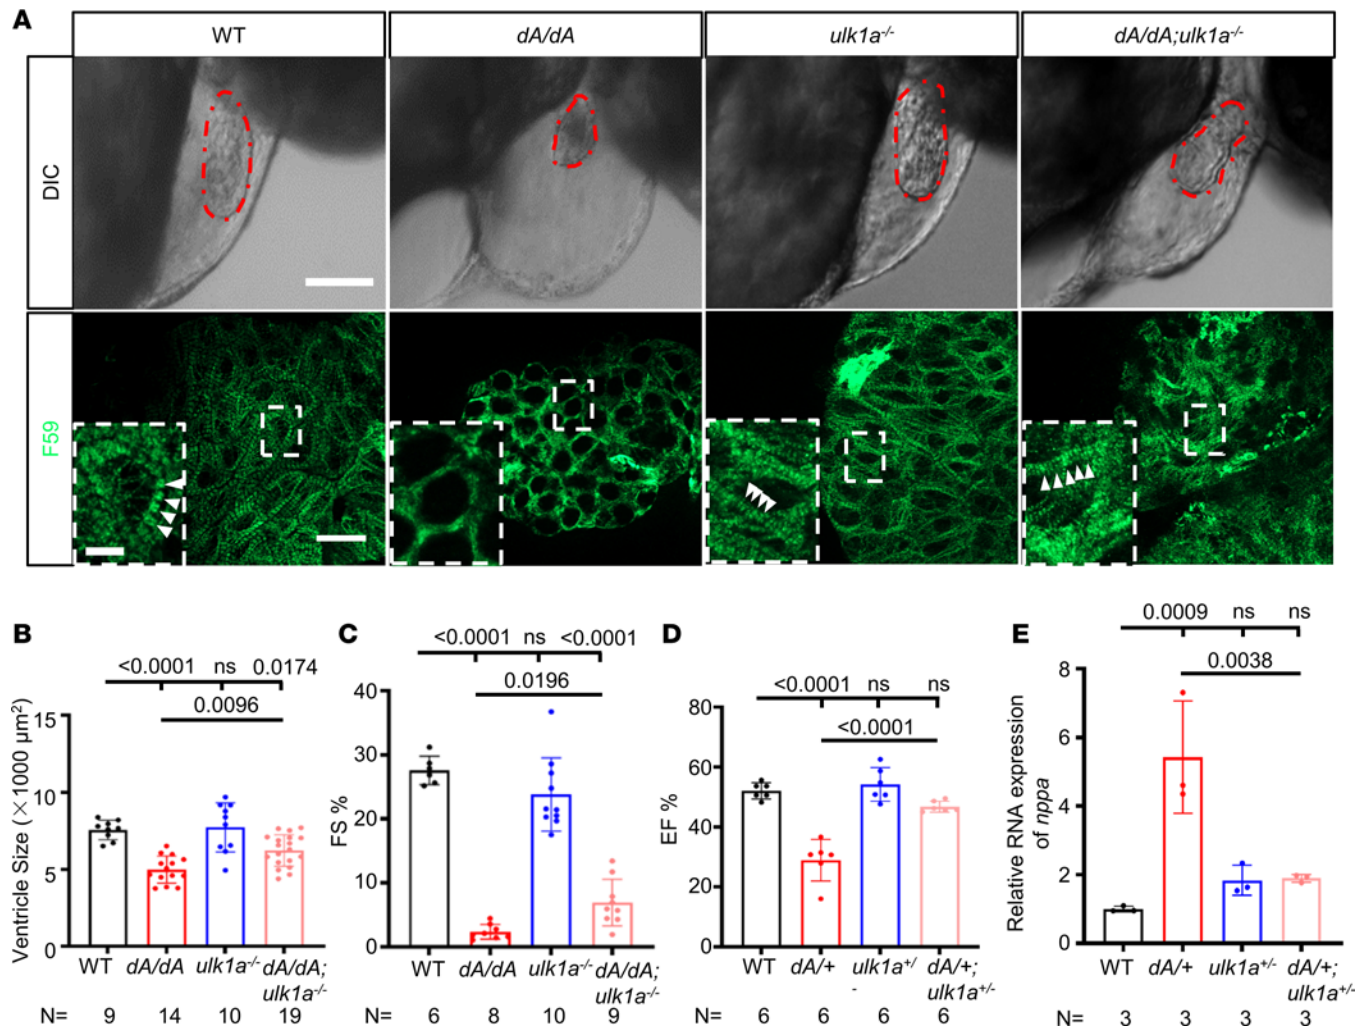 A
WT
dA/dA
ulk1a-/-
dA/dA;ulk1a-/-
DIC
F59
B
<0.0001 ns 0.0174
0.0096
Ventricle Size (×1000 μm²)
15
10
5
0
WT dA/dA ulk1a-/- dA/dA;
ulk1a-/-
N= 9 14 10 19
C
<0.0001 ns <0.0001
0.0196
FS %
40
30
20
10
0
WT dA/dA ulk1a-/- dA/dA;
ulk1a-/-
N= 6 8 10 9
D
<0.0001 ns ns
<0.0001
EF %
80
60
40
20
0
WT dA/+ ulk1a+/ dA/+;
- ulk1a+/-
N= 6 6 6 6
E
0.0009 ns ns
0.0038
Relative RNA expression
of nppa
8
6
4
2
0
WT dA/+ ulk1a+/- dA/+;
ulk1a+/-
N= 3 3 3 3